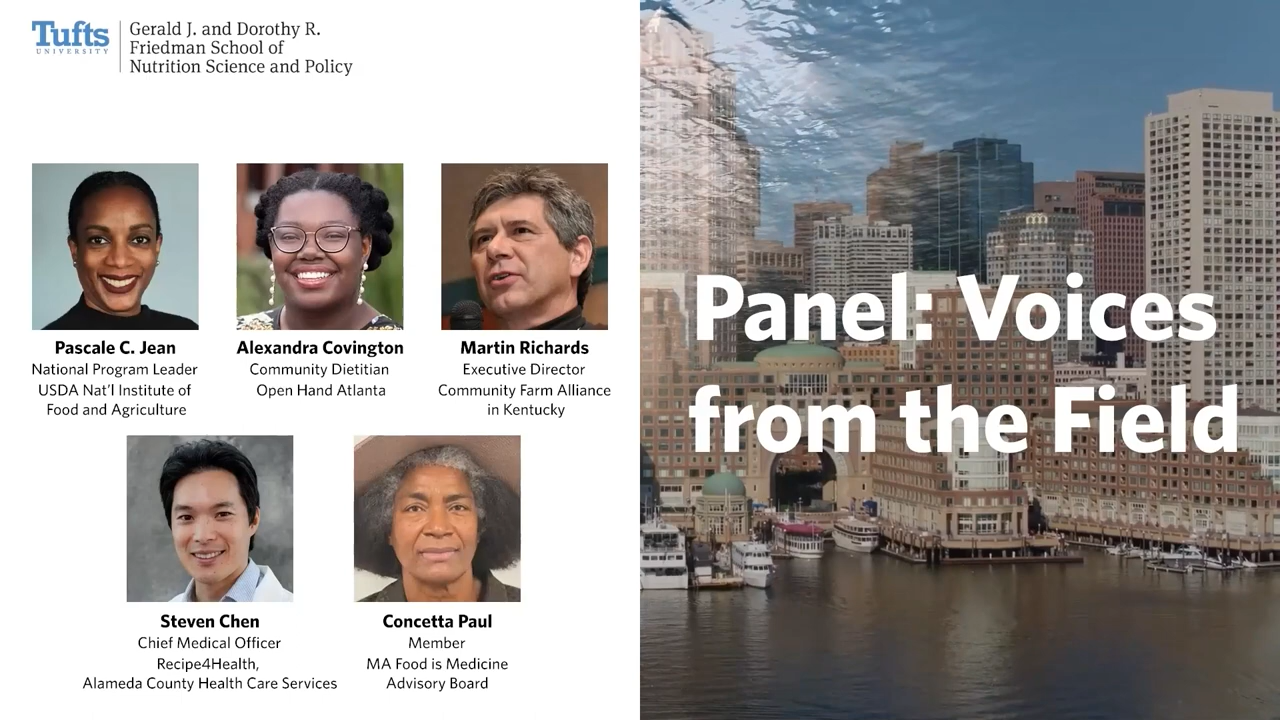 Tufts
UNIVERSITY
Gerald J. and Dorothy R.
Friedman School of
Nutrition Science and Policy
Pascale C. Jean
National Program Leader
USDA Nat'l Institute of
Food and Agriculture
Alexandra Covington
Community Dietitian
Open Hand Atlanta
Martin Richards
Executive Director
Community Farm Alliance
in Kentucky
Steven Chen
Chief Medical Officer
Recipe4Health,
Alameda County Health Care Services
Concetta Paul
Member
MA Food is Medicine
Advisory Board
Panel: Voices
from the Field